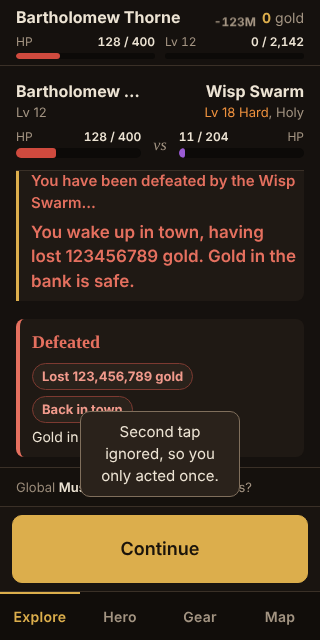 Bartholomew Thorne -123M 0 gold
HP 128 / 400 Lv 12 0 / 2,142
Bartholomew ... Wisp Swarm
Lv 12 Lv 18 Hard, Holy
HP 128 / 400 vs 11 / 204 HP
You have been defeated by the Wisp
Swarm...
You wake up in town, having
lost 123456789 gold. Gold in the
bank is safe.
Defeated
Lost 123,456,789 gold
Back in town
Gold in
Second tap
ignored, so you
only acted once.
Global
Continue
Explore Hero Gear Map